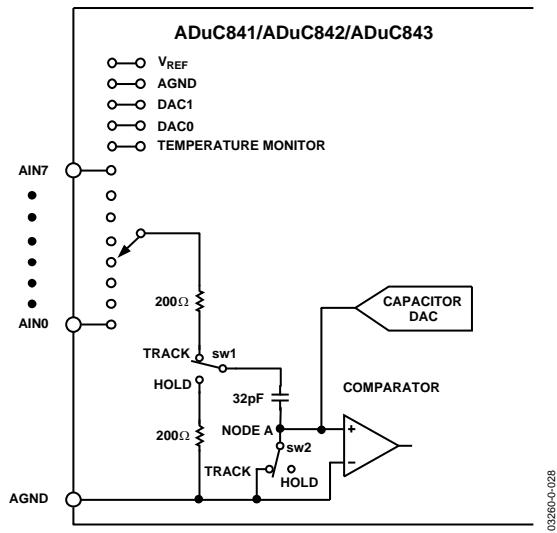 ADuC841/ADuC842/ADuC843
VREF
AGND
DAC1
DAC0
TEMPERATURE MONITOR
AIN7
AIN0
200Ω
CAPACITOR
DAC
TRACK
sw1
HOLD
32pF
COMPARATOR
200Ω
NODE A
+
sw2
–
TRACK
HOLD
AGND
03260-0-028